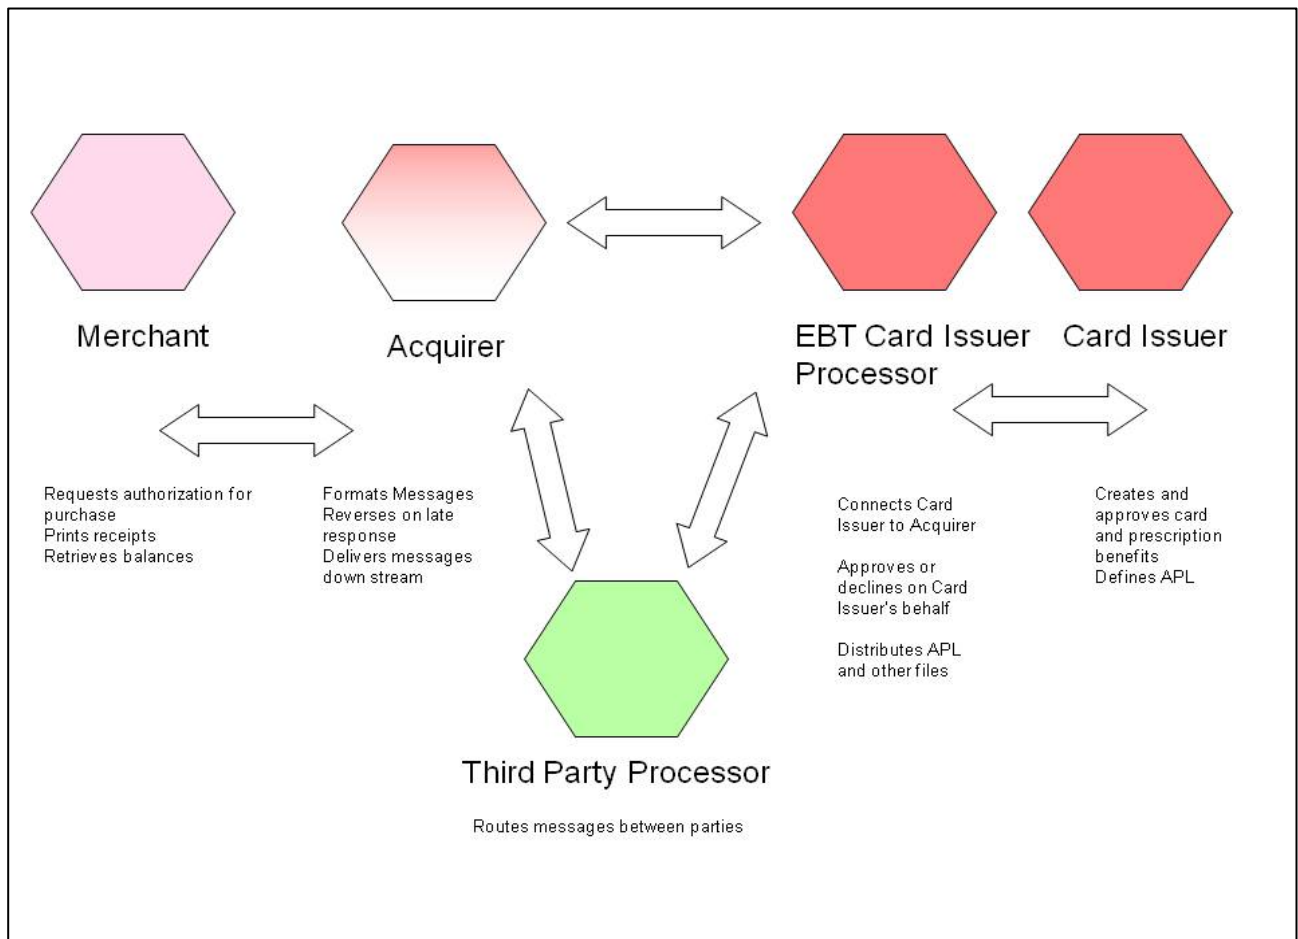 Merchant
Acquirer
EBT Card Issuer
Processor
Card Issuer
Requests authorization for
purchase
Prints receipts
Retrieves balances
Formats Messages
Reverses on late
response
Delivers messages
down stream
Connects Card
Issuer to Acquirer
Approves or
declines on Card
Issuer's behalf
Distributes APL
and other files
Creates and
approves card
and prescription
benefits
Defines APL
Third Party Processor
Routes messages between parties